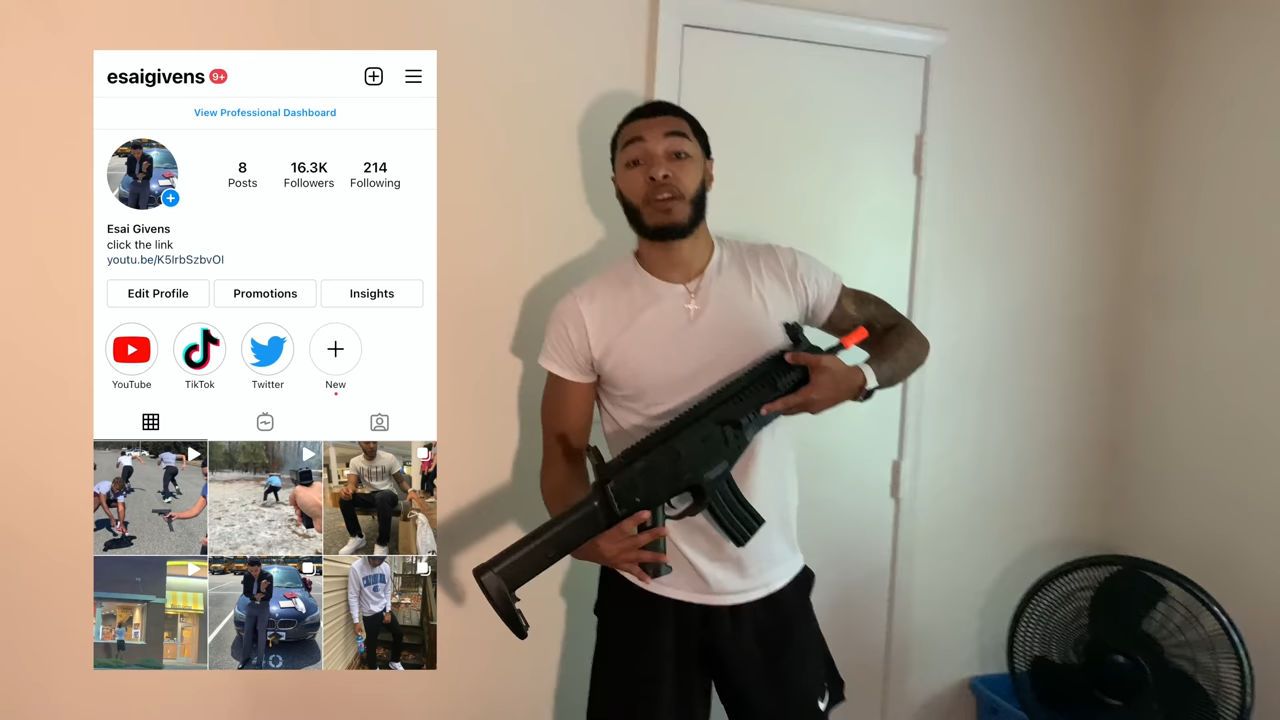 esaigivens 9+
View Professional Dashboard
8 16.3K 214
Posts Followers Following
Esai Givens
click the link
youtu.be/K5IrbSzbvOI
Edit Profile Promotions Insights
YouTube TikTok Twitter New